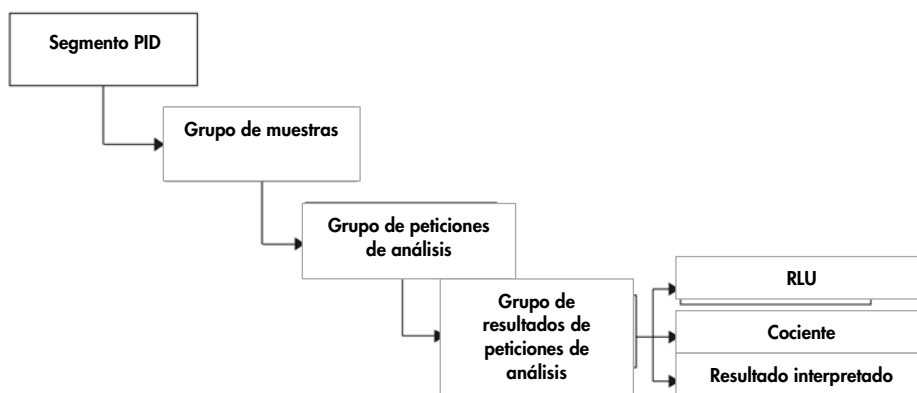 Segmento PID
Grupo de muestras
Grupo de peticiones
de análisis
Grupo de
resultados de
peticiones de
análisis
RLU
Cociente
Resultado interpretado